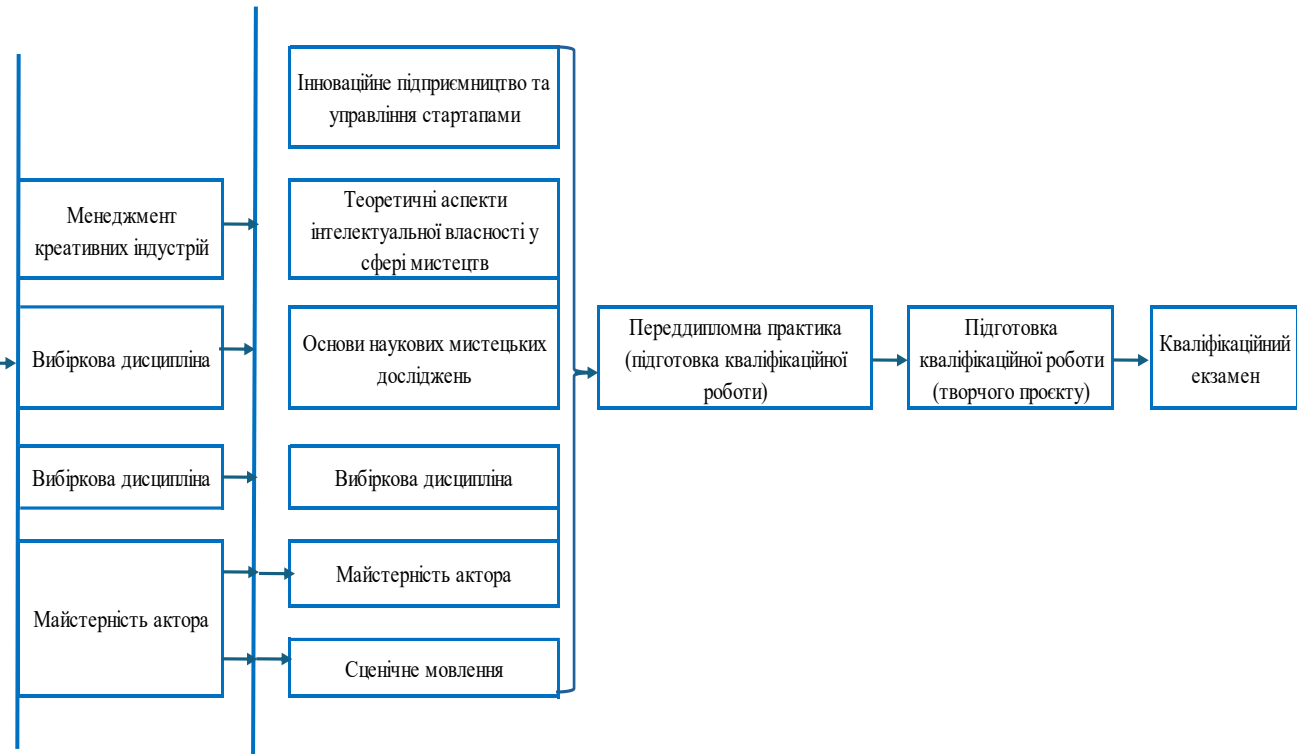 Менеджмент
креативних індустрій
Вибіркова дисципліна
Вибіркова дисципліна
Майстерність актора
Інноваційне підприємництво та
управління стартапами
Теоретичні аспекти
інтелектуальної власності у
сфері мистецтв
Основи наукових мистецьких
досліджень
Вибіркова дисципліна
Майстерність актора
Сценічне мовлення
Переддипломна практика
(підготовка кваліфікаційної
роботи)
Підготовка
кваліфікаційної роботи
(творчого проєкту)
Кваліфікаційний
екзамен